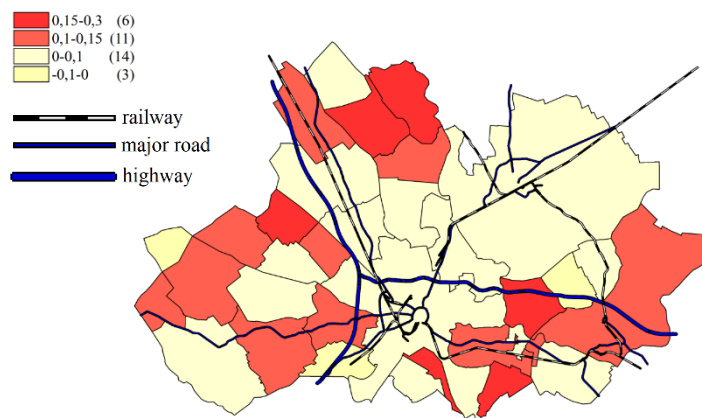 0,15-0,3 (6)
0,1-0,15 (11)
0-0,1 (14)
-0,1-0 (3)
railway
major road
highway